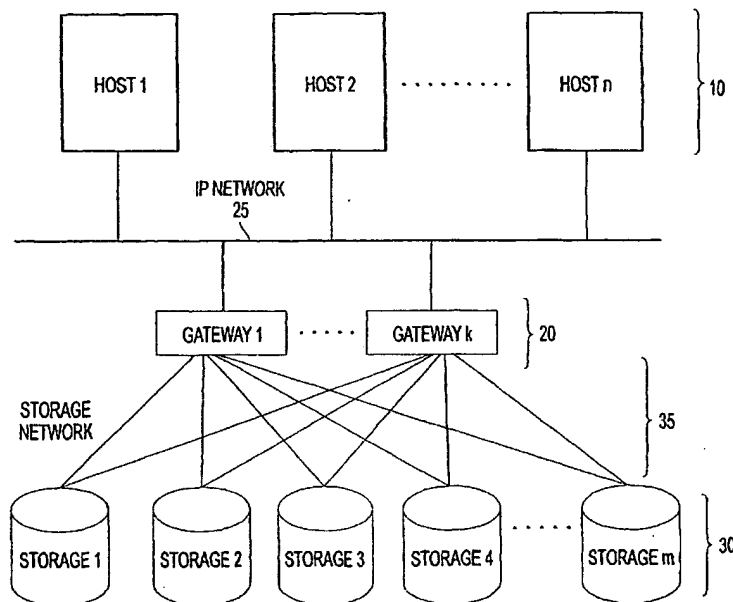 HOST 1
HOST 2
HOST n
10
IP NETWORK
25
GATEWAY 1
GATEWAY k
20
STORAGE
NETWORK
35
STORAGE 1
STORAGE 2
STORAGE 3
STORAGE 4
STORAGE m
30